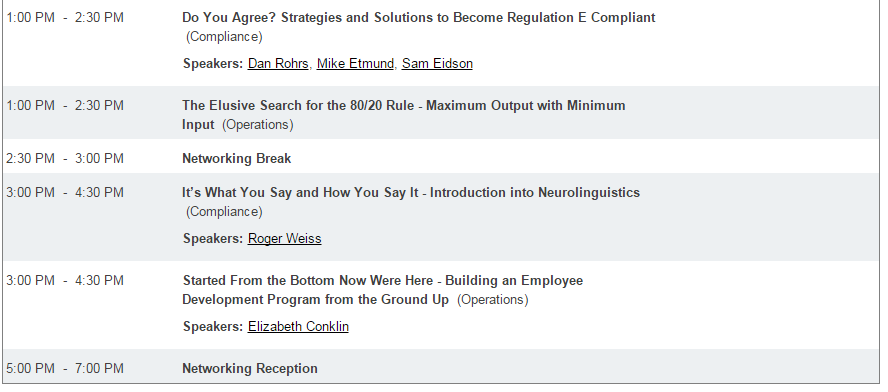 1:00 PM - 2:30 PM Do You Agree? Strategies and Solutions to Become Regulation E Compliant
(Compliance)
Speakers: Dan Rohrs, Mike Etmund, Sam Eidson
1:00 PM - 2:30 PM The Elusive Search for the 80/20 Rule - Maximum Output with Minimum
Input (Operations)
2:30 PM - 3:00 PM Networking Break
3:00 PM - 4:30 PM It's What You Say and How You Say It - Introduction into Neurolinguistics
(Compliance)
Speakers: Roger Weiss
3:00 PM - 4:30 PM Started From the Bottom Now Were Here - Building an Employee
Development Program from the Ground Up (Operations)
Speakers: Elizabeth Conklin
5:00 PM - 7:00 PM Networking Reception